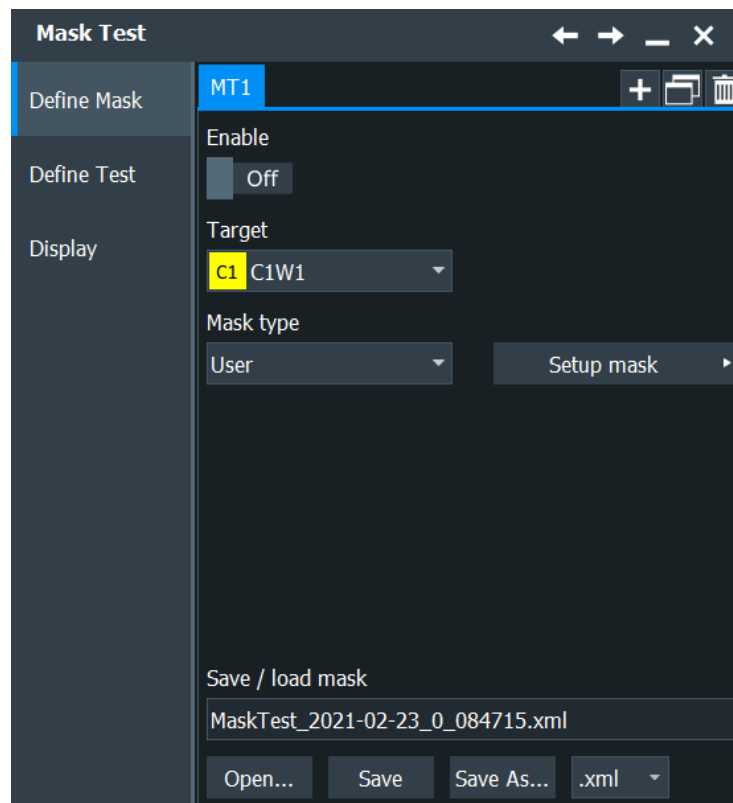 Mask Test
Define Mask
Define Test
Display
MT1
Enable
Off
Target
C1 C1W1
Mask type
User
Setup mask
Save / load mask
MaskTest_2021-02-23_0_084715.xml
Open... Save Save As... .xml